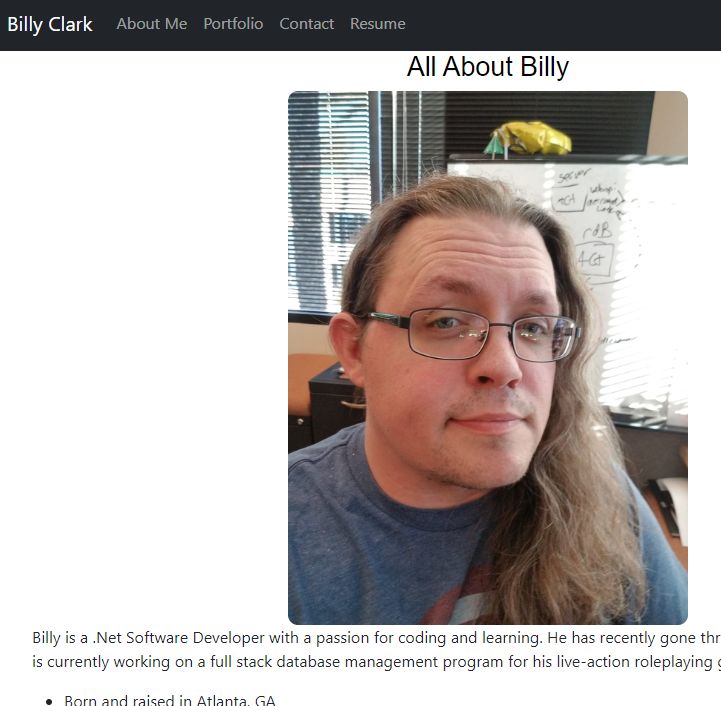 Billy Clark About Me Portfolio Contact Resume
All About Billy
server
rdB
Billy is a .Net Software Developer with a passion for coding and learning. He has recently gone thr
is currently working on a full stack database management program for his live-action roleplaying g
• Born and raised in Atlanta, GA